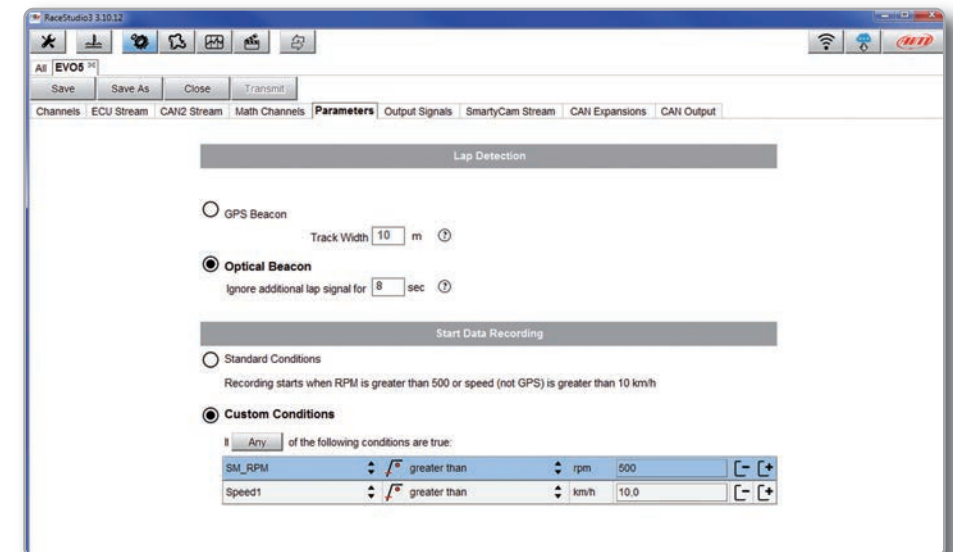 RaceStudio3 3.10.12
AiM
All EVO5
Save Save As Close Transmit
Channels ECU Stream CAN2 Stream Math Channels Parameters Output Signals SmartyCam Stream CAN Expansions CAN Output
Lap Detection
GPS Beacon
Track Width 10 m ?
Optical Beacon
Ignore additional lap signal for 8 sec ?
Start Data Recording
Standard Conditions
Recording starts when RPM is greater than 500 or speed (not GPS) is greater than 10 km/h
Custom Conditions
If Any of the following conditions are true:
SM_RPM greater than rpm 500
Speed1 greater than km/h 10,0